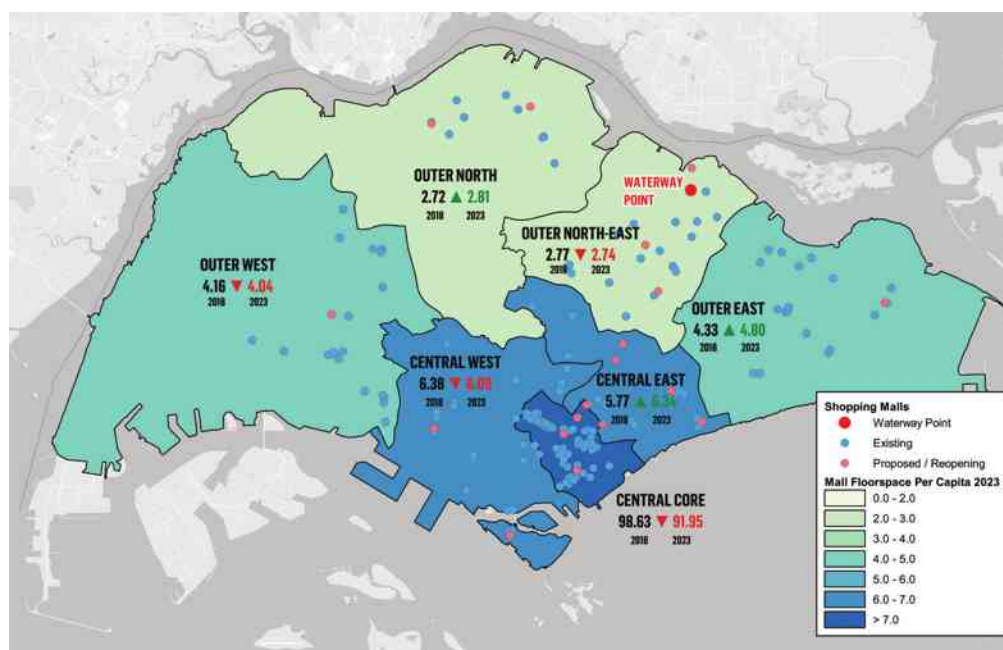 OUTER NORTH
2.72 ▲ 2.81
2018 2023
WATERWAY
POINT
OUTER NORTH-EAST
2.77 ▼ 2.74
2018 2023
OUTER WEST
4.16 ▼ 4.04
2018 2023
OUTER EAST
4.33 ▲ 4.80
2018 2023
CENTRAL WEST
6.38 ▼
2018 2023
CENTRAL EAST
5.77 ▲ 6.34
2018 2023
CENTRAL CORE
98.63 ▼ 91.95
2018 2023
Shopping Malls
Waterway Point
Existing
Proposed / Reopening
Mall Floorspace Per Capita 2023
0.0 - 2.0
2.0 - 3.0
3.0 - 4.0
4.0 - 5.0
5.0 - 6.0
6.0 - 7.0
> 7.0